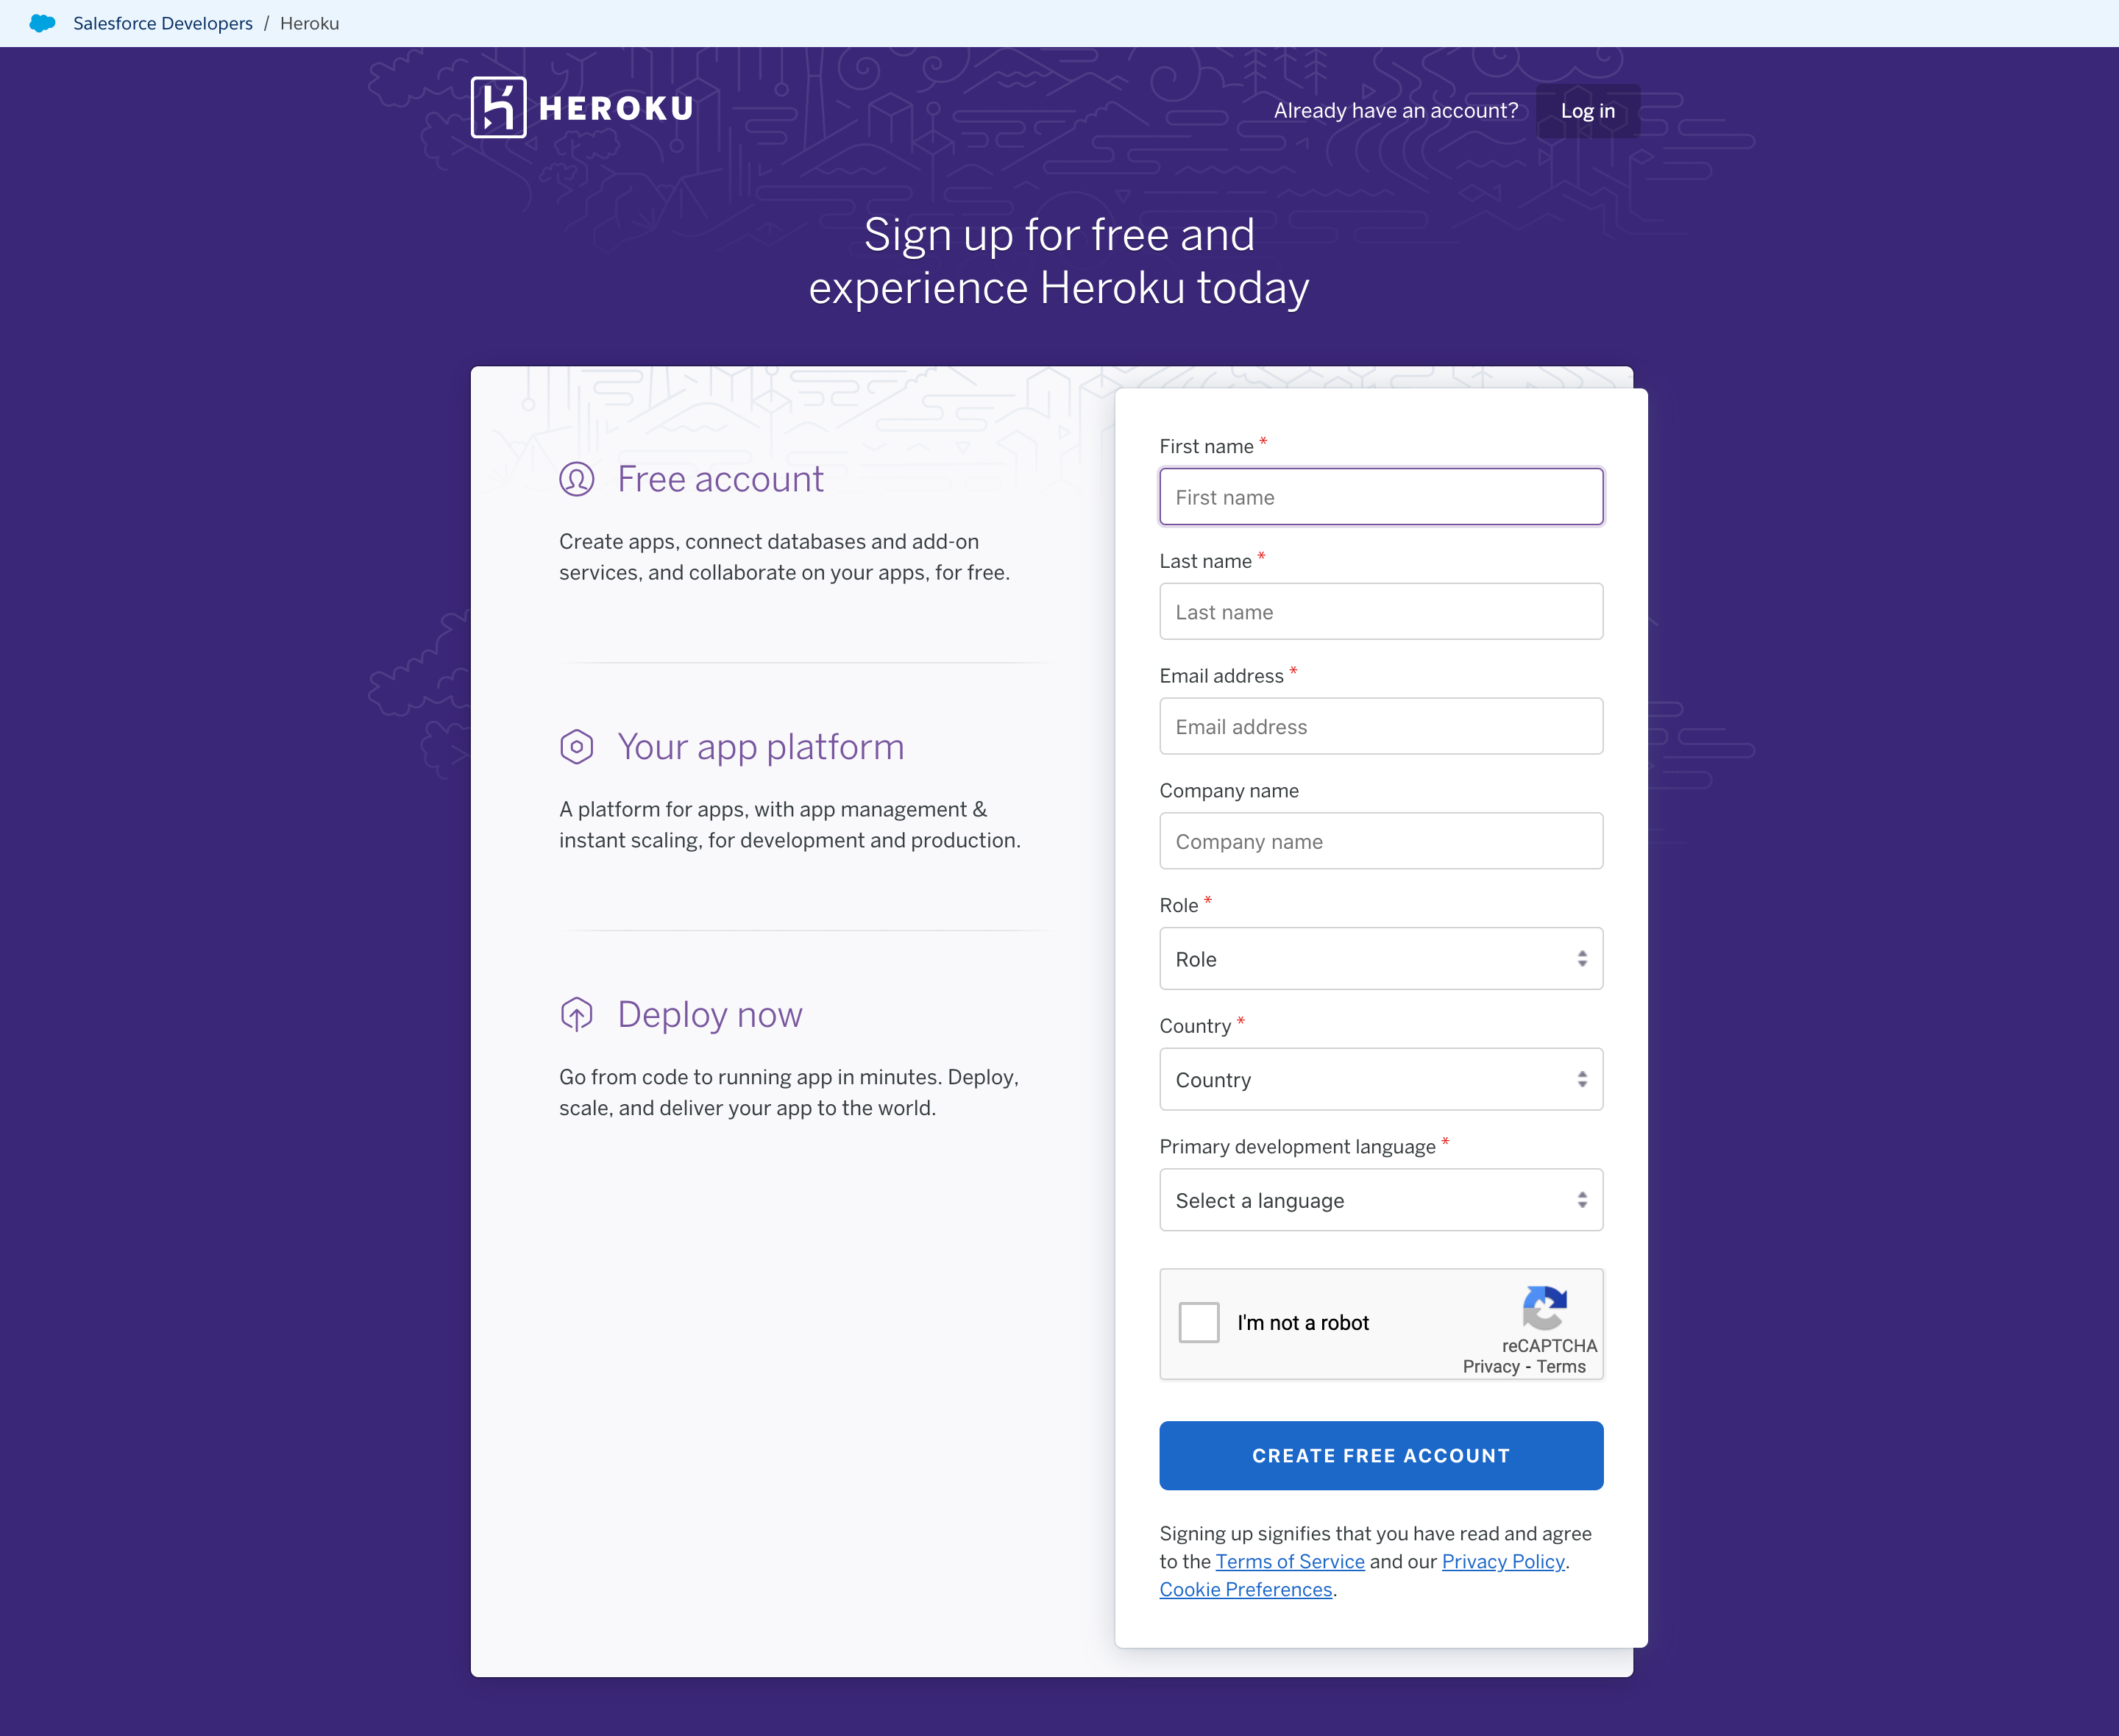 Salesforce Developers / Heroku
HEROKU
Already have an account?
Log in
Sign up for free and
experience Heroku today
Free account
Create apps, connect databases and add-on
services, and collaborate on your apps, for free.
Your app platform
A platform for apps, with app management &
instant scaling, for development and production.
Deploy now
Go from code to running app in minutes. Deploy,
scale, and deliver your app to the world.
First name *
First name
Last name *
Last name
Email address *
Email address
Company name
Company name
Role *
Role
Country *
Country
Primary development language *
Select a language
I'm not a robot
reCAPTCHA
Privacy - Terms
CREATE FREE ACCOUNT
Signing up signifies that you have read and agree
to the Terms of Service and our Privacy Policy.
Cookie Preferences.